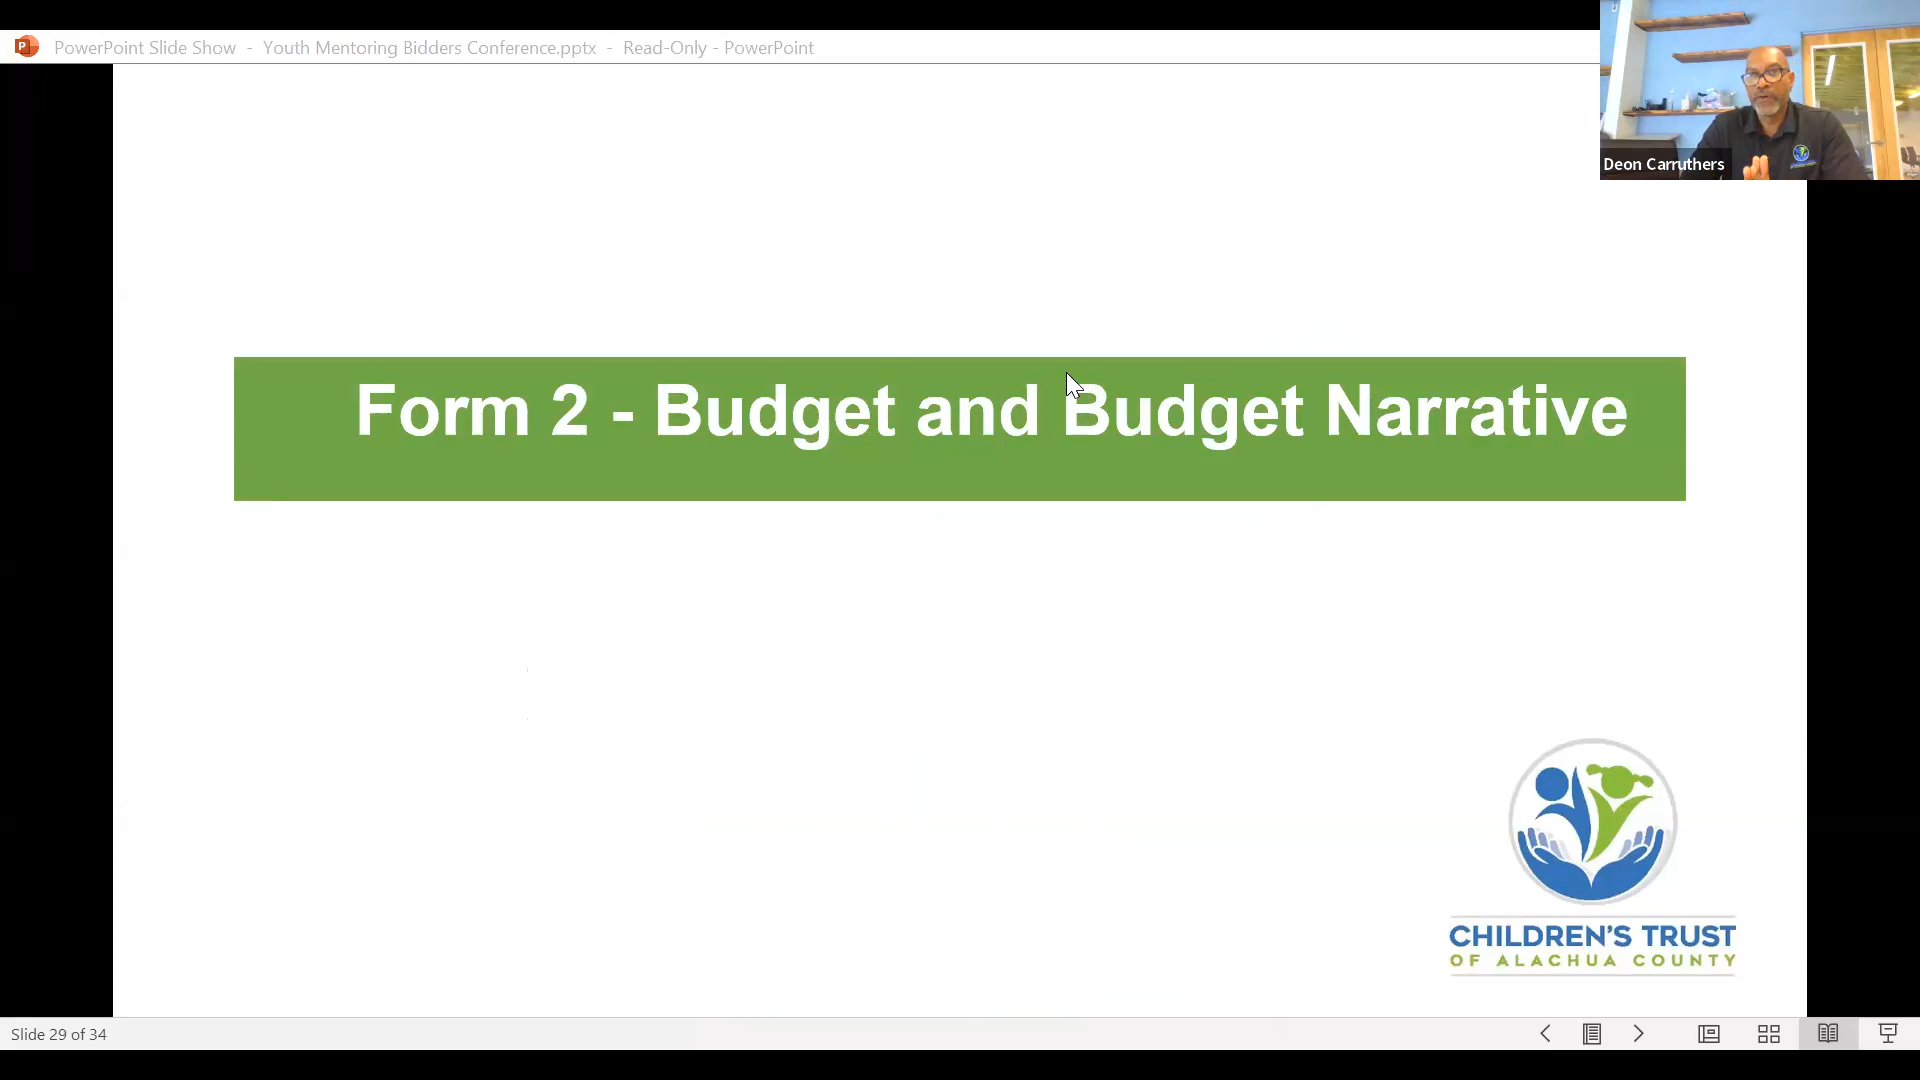 PowerPoint Slide Show - Youth Mentoring Bidders Conference.pptx - Read-Only - PowerPoint
Deon Carruthers
Form 2 - Budget and Budget Narrative
CHILDREN'S TRUST
OF ALACHUA COUNTY
Slide 29 of 34